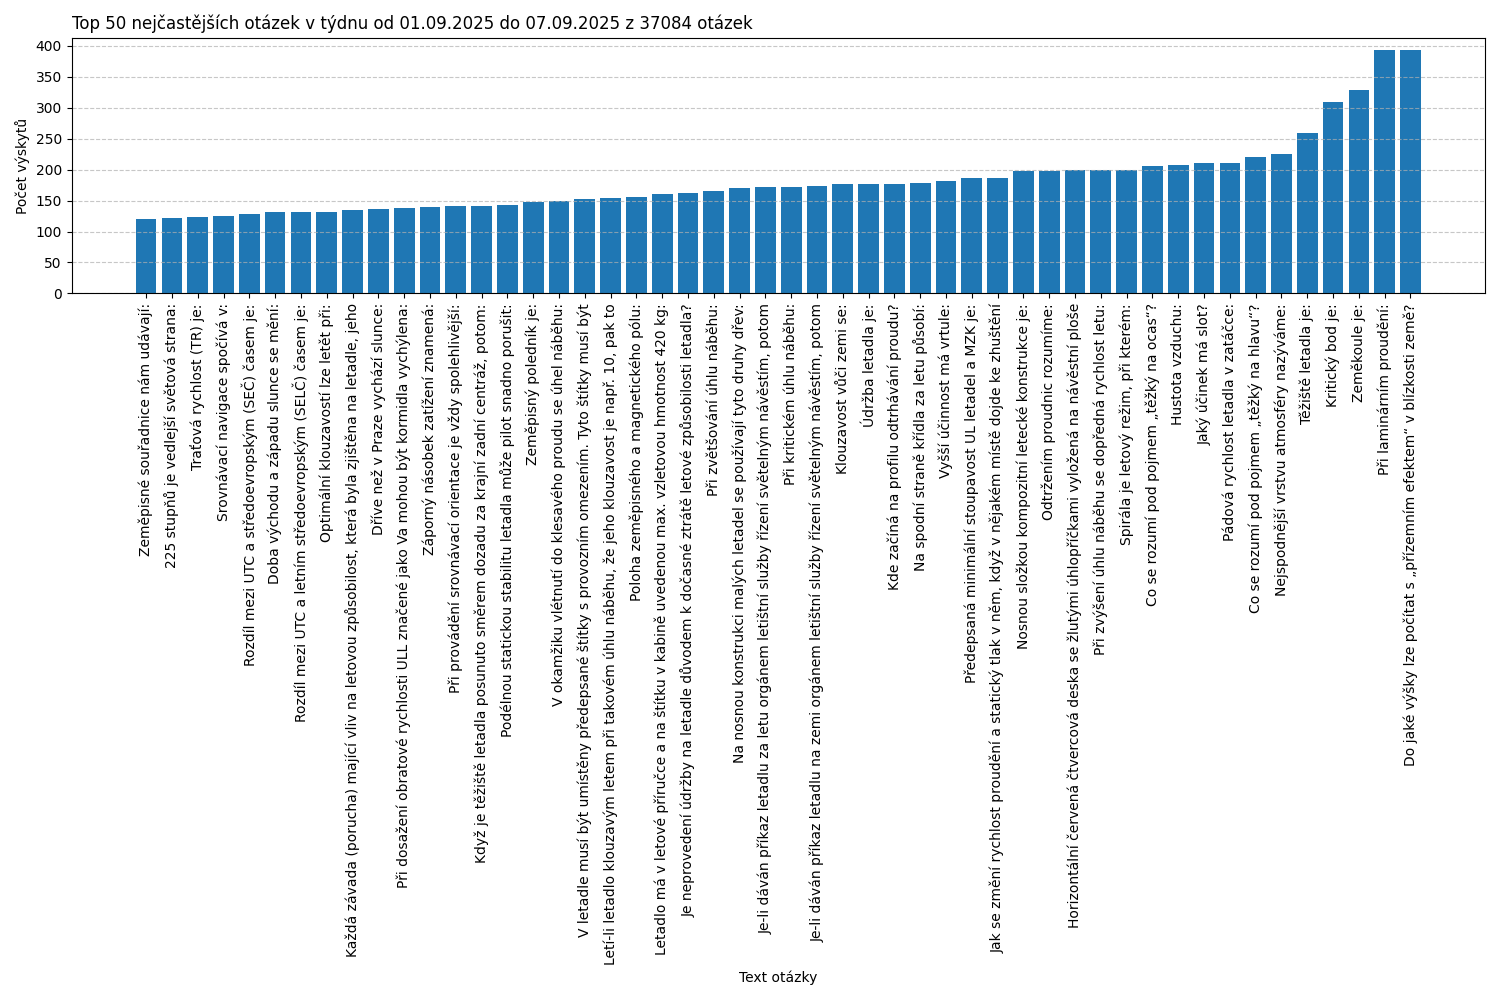 Top 50 nejčastějších otázek v týdnu od 01.09.2025 do 07.09.2025 z 37084 otázek
Počet výskytů
400
350
300
250
200
150
100
50
0
Zeměpisné souřadnice nám udávají:
225 stupňů je vedlejší světová strana:
Traťová rychlost (TR) je:
Srovnávací navigace spočívá v:
Rozdíl mezi UTC a středoevropským (SEČ) časem je:
Doba východu a západu slunce se mění:
Rozdíl mezi UTC a letním středoevropským (SELČ) časem je:
Optimální klouzavostí lze letět při:
Každá závada (porucha) mající vliv na letovou způsobilost, která byla zjištěna na letadle, jeho
Dříve než v Praze vychází slunce:
Při dosažení obratové rychlosti ULL značené jako Va mohou být kormidla vychýlena:
Záporný násobek zatížení znamená:
Při provádění srovnávací orientace je vždy spolehlivější:
Když je těžiště letadla posunuto směrem dozadu za krajní zadní centráž, potom:
Podélnou statickou stabilitu letadla může pilot snadno porušit:
Zeměpisný poledník je:
V okamžiku vlétnutí do klesavého proudu se úhel náběhu:
V letadle musí být umístěny předepsané štítky s provozním omezením. Tyto štítky musí být
Letí-li letadlo klouzavým letem při takovém úhlu náběhu, že jeho klouzavost je např. 10, pak to
Poloha zeměpisného a magnetického pólu:
Letadlo má v letové příručce a na štítku v kabině uvedenou max. vzletovou hmotnost 420 kg:
Je neprovedení údržby na letadle důvodem k dočasné ztrátě letové způsobilosti letadla?
Při zvětšování úhlu náběhu:
Na nosnou konstrukci malých letadel se používají tyto druhy dřev:
Je-li dáván příkaz letadlu za letu orgánem letištní služby řízení světelným návěstím, potom
Při kritickém úhlu náběhu:
Je-li dáván příkaz letadlu na zemi orgánem letištní služby řízení světelným návěstím, potom
Klouzavost vůči zemi se:
Údržba letadla je:
Kde začíná na profilu odtrhávání proudu?
Na spodní straně křídla za letu působí:
Vyšší účinnost má vrtule:
Předepsaná minimální stoupavost UL letadel a MZK je:
Jak se změní rychlost proudění a statický tlak v něm, když v nějakém místě dojde ke zhuštění
Nosnou složkou kompozitní letecké konstrukce je:
Odtržením proudnic rozumíme:
Horizontální červená čtvercová deska se žlutými úhlopříčkami vyložená na návěstní ploše
Při zvýšení úhlu náběhu se dopředná rychlost letu:
Spirála je letový režim, při kterém:
Co se rozumí pod pojmem „těžký na ocas“?
Hustota vzduchu:
Jaký účinek má slot?
Pádová rychlost letadla v zatáčce:
Co se rozumí pod pojmem „těžký na hlavu“?
Nejspodnější vrstvu atmosféry nazýváme:
Těžiště letadla je:
Kritický bod je:
Zeměkoule je:
Při laminárním proudění:
Do jaké výšky lze počítat s „přízemním efektem“ v blízkosti země?
Text otázky